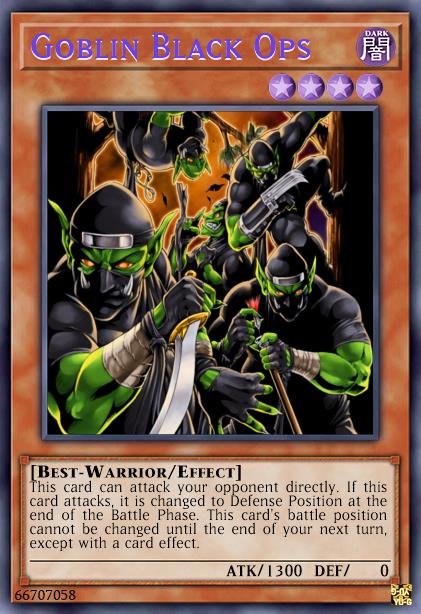 Goblin Black Ops
DARK
闇
[Best-Warrior/Effect]
This card can attack your opponent directly. If this
card attacks, it is changed to Defense Position at the
end of the Battle Phase. This card's battle position
cannot be changed until the end of your next turn,
except with a card effect.
ATK/1300 DEF/ 0
66707058